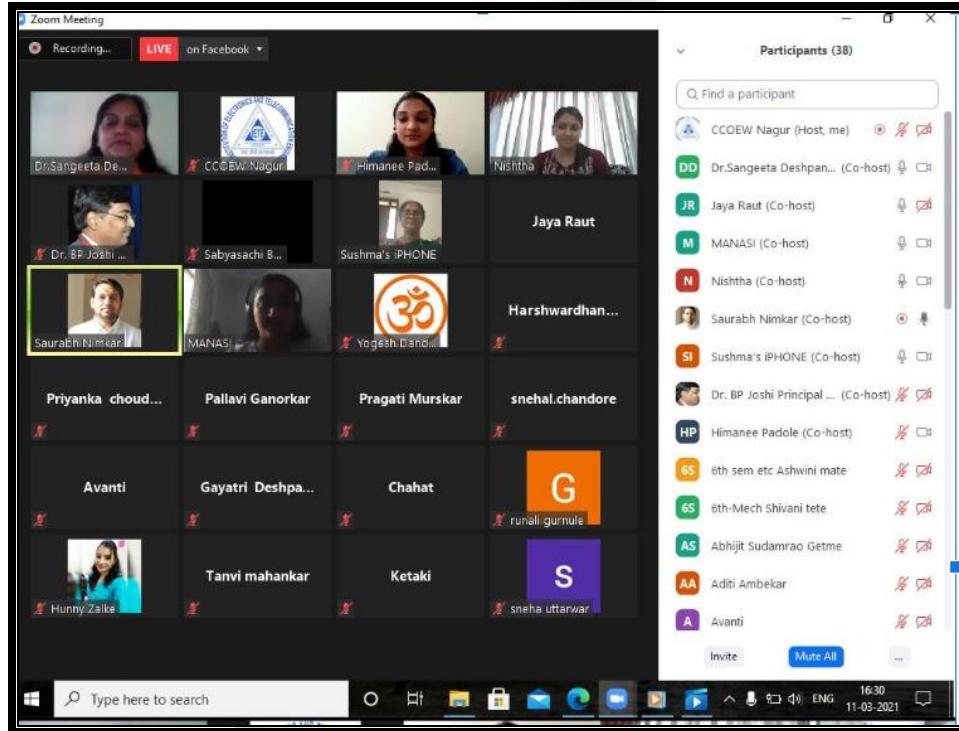 Zoom Meeting
Recording... LIVE on Facebook
Participants (38)
Find a participant
Dr.Sangeeta De...
CCOEW Nagur
Himanee Pad...
Nishtha
Dr. BP Joshi ...
Sabyasachi B...
Sushma's iPHONE
Jaya Raut
Saurabh Nimkar
MANASI
ॐ
Yogesh Dand...
Harshwardhan...
Priyanka choud...
Pallavi Ganorkar
Pragati Murskar
snehal.chandore
Avanti
Gayatri Deshpa...
Chahat
G
runali gurnule
Hunny Zalke
Tanvi mahankar
Ketaki
S
sneha uttarwar
CCOEW Nagur (Host, me)
DD Dr.Sangeeta Deshpan... (Co-host)
JR Jaya Raut (Co-host)
M MANASI (Co-host)
N Nishtha (Co-host)
Saurabh Nimkar (Co-host)
SI Sushma's iPHONE (Co-host)
Dr. BP Joshi Principal ... (Co-host)
HP Himanee Padole (Co-host)
6S 6th sem etc Ashwini mate
6S 6th-Mech Shivani tete
AS Abhijit Sudamrao Getme
AA Aditi Ambekar
A Avanti
Invite Mute All ...
Type here to search
ENG
16:30
11-03-2021